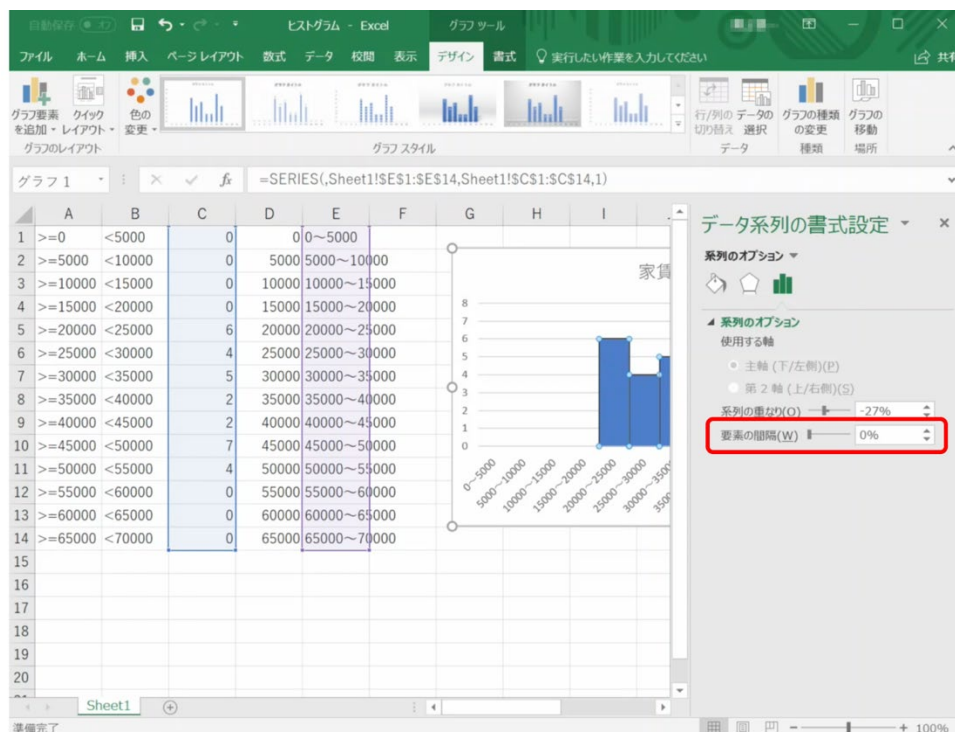 自動保存 オフ ヒストグラム - Excel グラフ ツール
ファイル ホーム 挿入 ページ レイアウト 数式 データ 校閲 表示 デザイン 書式 実行したい作業を入力してください 共有
グラフ要素を追加 クイックレイアウト 色の変更 行/列の切り替え データの選択 グラフの種類の変更 グラフの移動
グラフのレイアウト グラフ スタイル データ 種類 場所
グラフ 1 fx =SERIES(,Sheet1!$E$1:$E$14,Sheet1!$C$1:$C$14,1)
A B C D E F G H I
1 >=0 <5000 0 0 0～5000
2 >=5000 <10000 0 5000 5000～10000
3 >=10000 <15000 0 10000 10000～15000
4 >=15000 <20000 0 15000 15000～20000
5 >=20000 <25000 6 20000 20000～25000
6 >=25000 <30000 4 25000 25000～30000
7 >=30000 <35000 5 30000 30000～35000
8 >=35000 <40000 2 35000 35000～40000
9 >=40000 <45000 2 40000 40000～45000
10 >=45000 <50000 7 45000 45000～50000
11 >=50000 <55000 4 50000 50000～55000
12 >=55000 <60000 0 55000 55000～60000
13 >=60000 <65000 0 60000 60000～65000
14 >=65000 <70000 0 65000 65000～70000
15
16
17
18
19
20
家賃
8
7
6
5
4
3
2
1
0
0～5000 5000～10000 10000～15000 15000～20000 20000～25000 25000～30000
データ系列の書式設定
系列のオプション
系列のオプション
使用する軸
主軸 (下/左側)(P)
第 2 軸 (上/右側)(S)
系列の重なり(O) -27%
要素の間隔(W) 0%
Sheet1
準備完了 100%